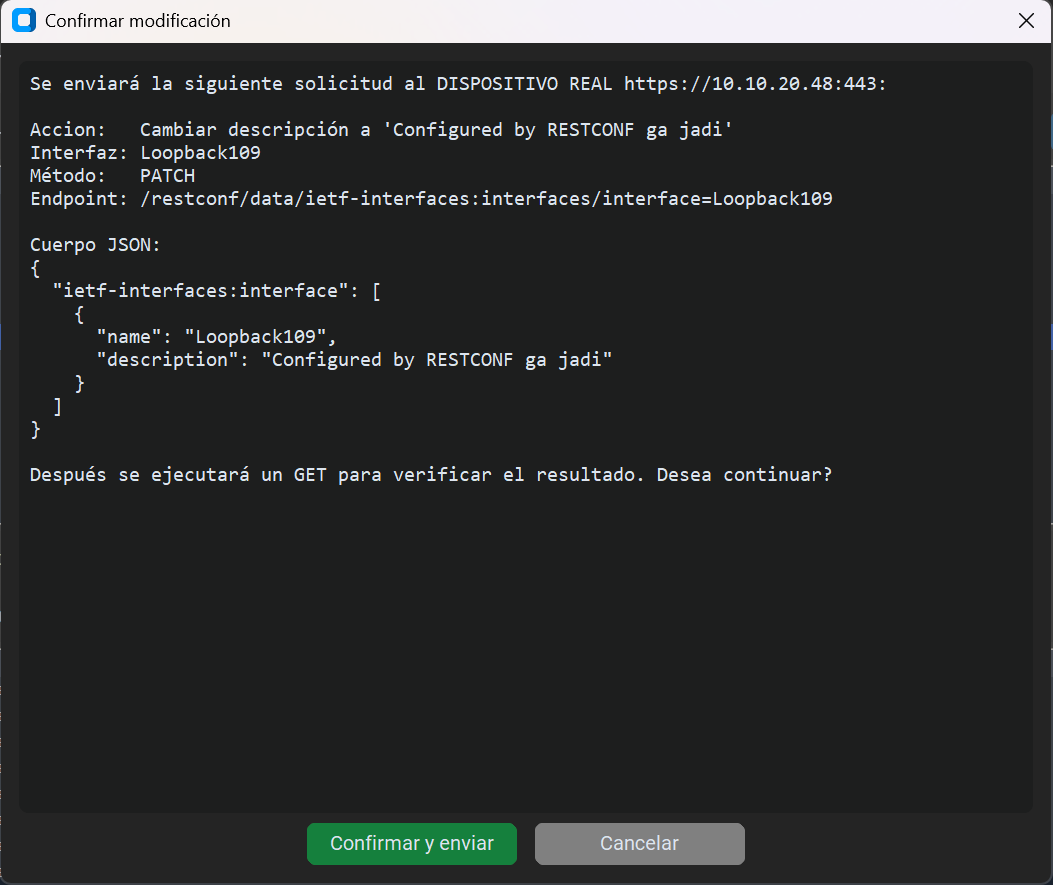 Confirmar modificación
Se enviará la siguiente solicitud al DISPOSITIVO REAL https://10.10.20.48:443:
Accion:   Cambiar descripción a 'Configured by RESTCONF ga jadi'
Interfaz: Loopback109
Método:   PATCH
Endpoint: /restconf/data/ietf-interfaces:interfaces/interface=Loopback109
Cuerpo JSON:
{
  "ietf-interfaces:interface": [
    {
      "name": "Loopback109",
      "description": "Configured by RESTCONF ga jadi"
    }
  ]
}
Después se ejecutará un GET para verificar el resultado. Desea continuar?
Confirmar y enviar
Cancelar